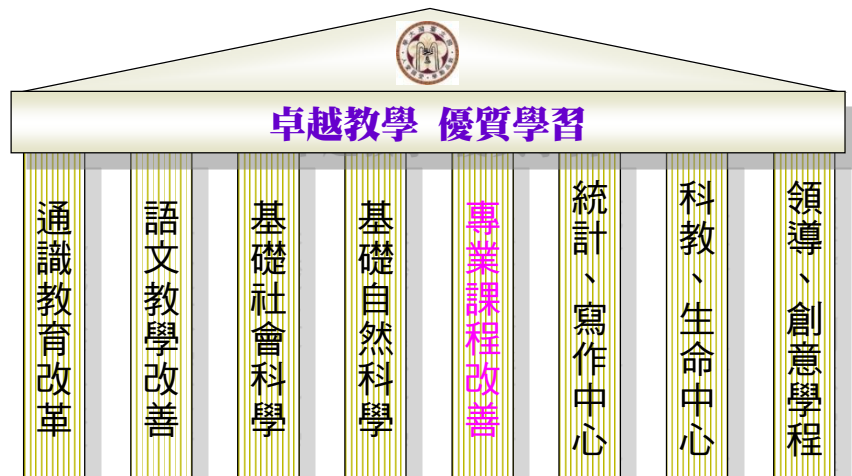 卓越教學 優質學習
通識教育改革
語文教學改善
基礎社會科學
基礎自然科學
專業課程改善
統計、寫作中心
科教、生命中心
領導、創意學程